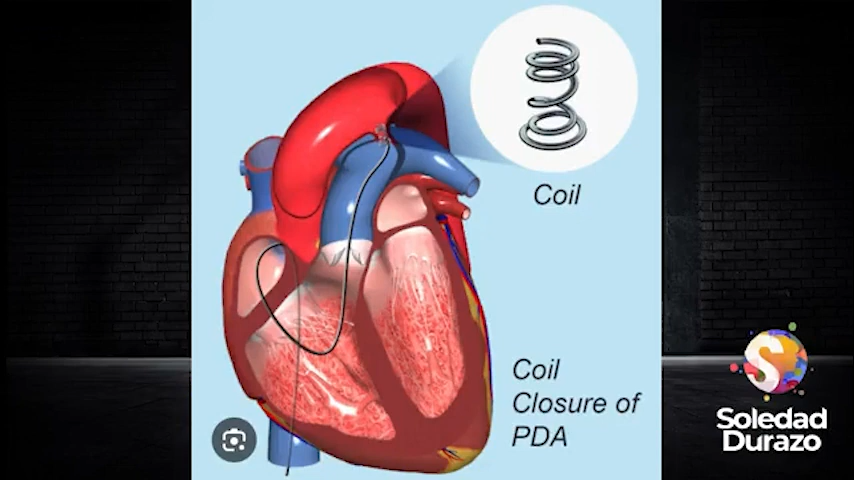 Coil
Coil
Closure of
PDA
S
Soledad
Durazo